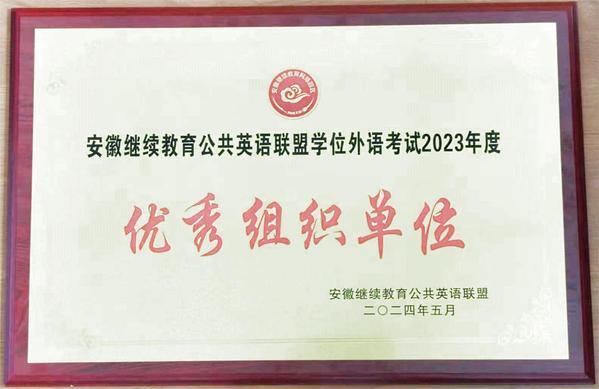 安徽继续教育公共英语联盟学位外语考试2023年度
优秀组织单位
安徽继续教育公共英语联盟
二〇二四年五月